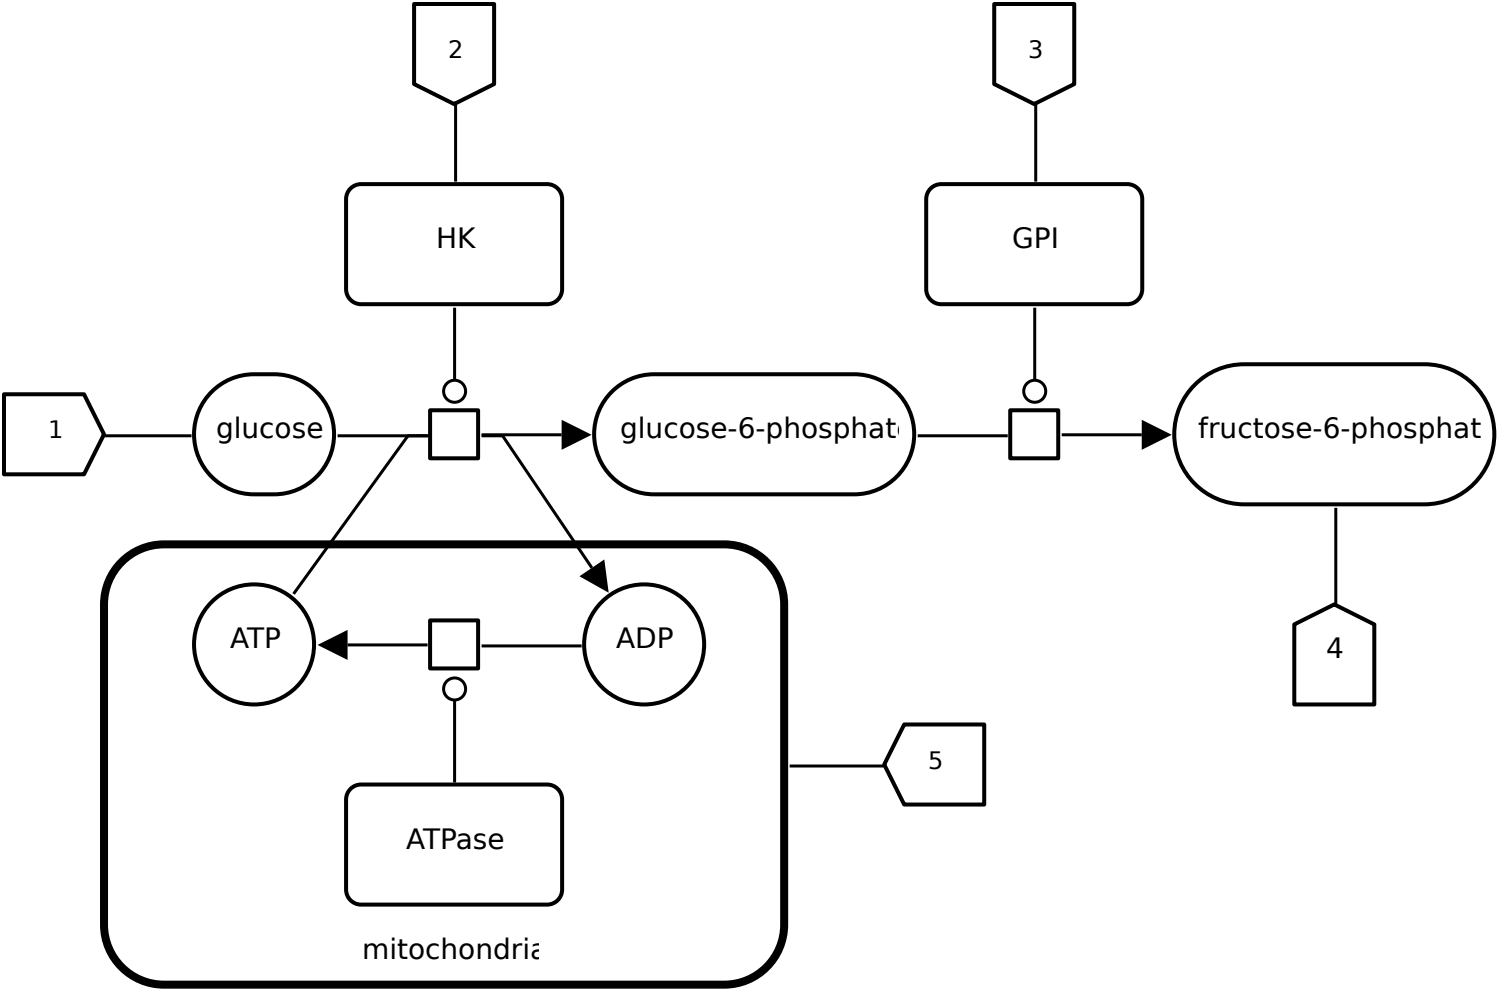 2
3
HK
GPI
1
glucose
glucose-6-phosphat
fructose-6-phosphat
ATP
ADP
4
5
ATPase
mitochondria